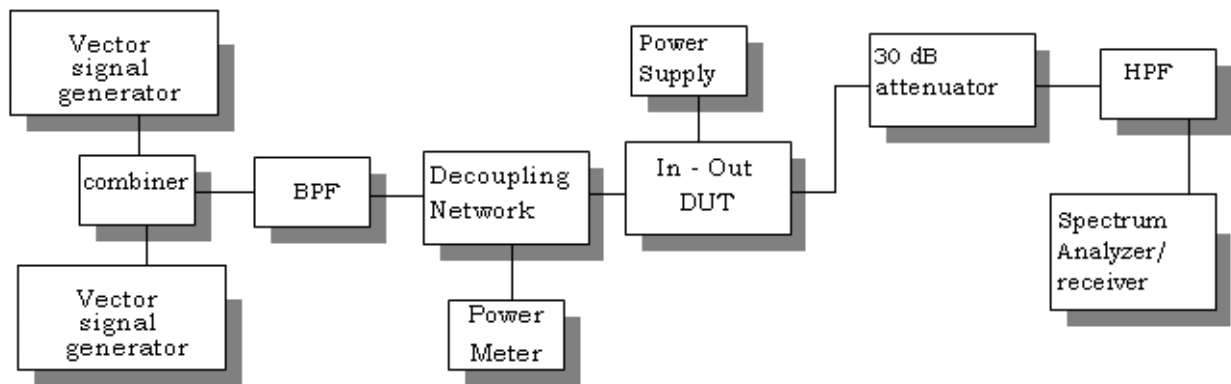 Vector
signal
generator
combiner
Vector
signal
generator
BPF
Decoupling
Network
Power
Meter
Power
Supply
In - Out
DUT
30 dB
attenuator
HPF
Spectrum
Analyzer/
receiver